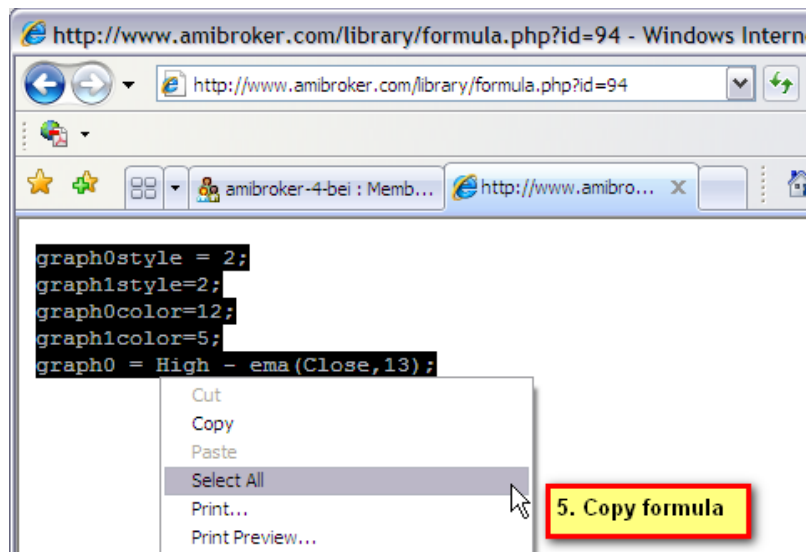 http://www.amibroker.com/library/formula.php?id=94 - Windows Intern
http://www.amibroker.com/library/formula.php?id=94
amibroker-4-bei : Memb...
http://www.amibro...
graph0style = 2;
graph1style=2;
graph0color=12;
graph1color=5;
graph0 = High - ema(Close,13);
Cut
Copy
Paste
Select All
Print...
Print Preview...
5. Copy formula